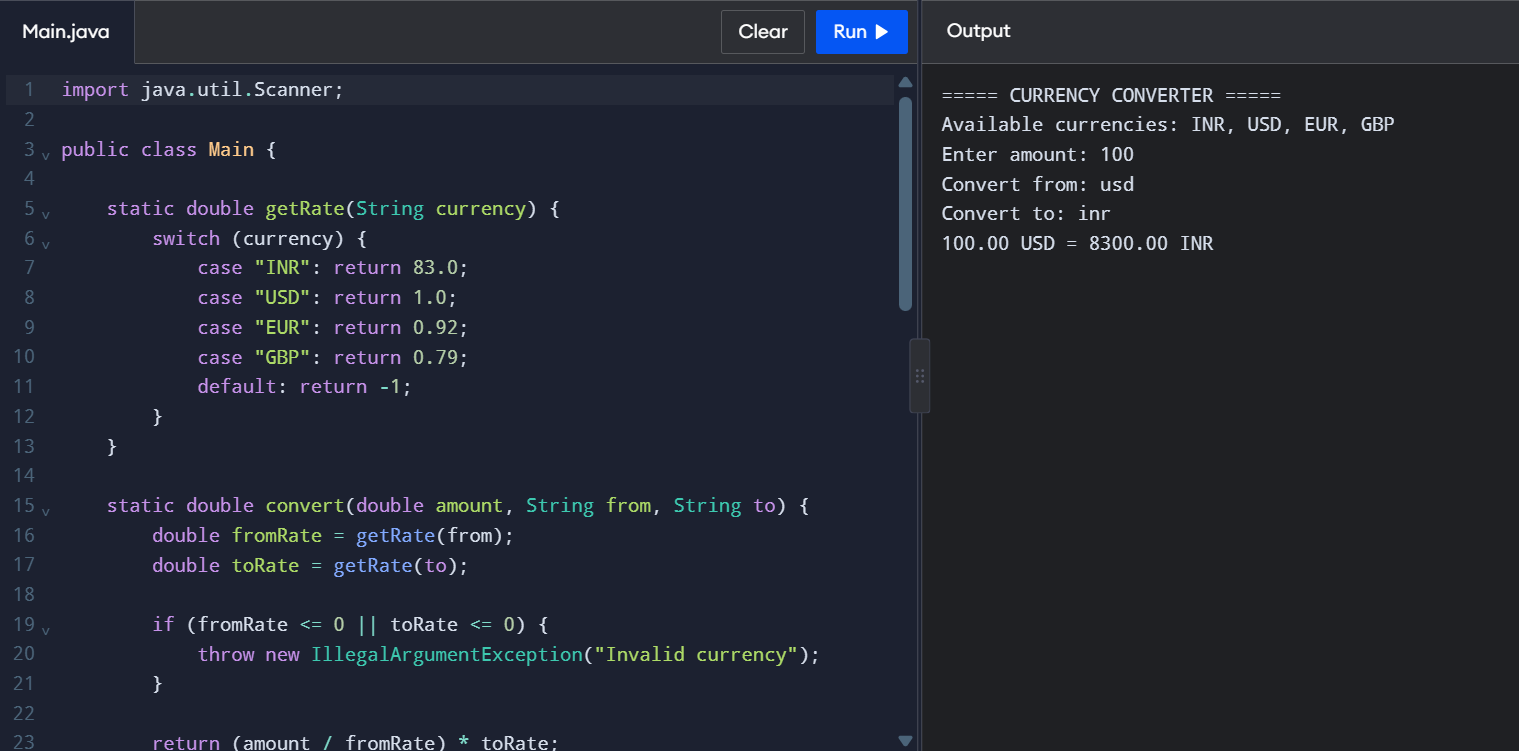 Main.java
Clear
Run
1 import java.util.Scanner;
2
3 public class Main {
4
5     static double getRate(String currency) {
6         switch (currency) {
7             case "INR": return 83.0;
8             case "USD": return 1.0;
9             case "EUR": return 0.92;
10             case "GBP": return 0.79;
11             default: return -1;
12         }
13     }
14
15     static double convert(double amount, String from, String to) {
16         double fromRate = getRate(from);
17         double toRate = getRate(to);
18
19         if (fromRate <= 0 || toRate <= 0) {
20             throw new IllegalArgumentException("Invalid currency");
21         }
22
23         return (amount / fromRate) * toRate;
Output
===== CURRENCY CONVERTER =====
Available currencies: INR, USD, EUR, GBP
Enter amount: 100
Convert from: usd
Convert to: inr
100.00 USD = 8300.00 INR